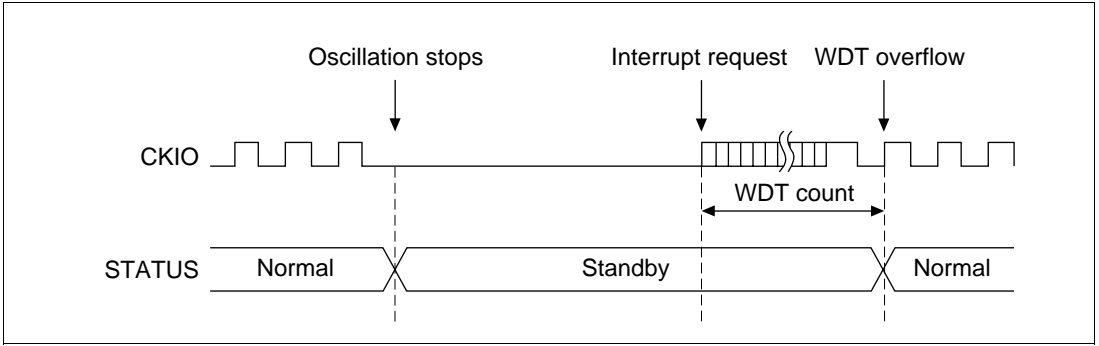 Oscillation stops Interrupt request WDT overflow
CKIO
WDT count
STATUS Normal Standby Normal